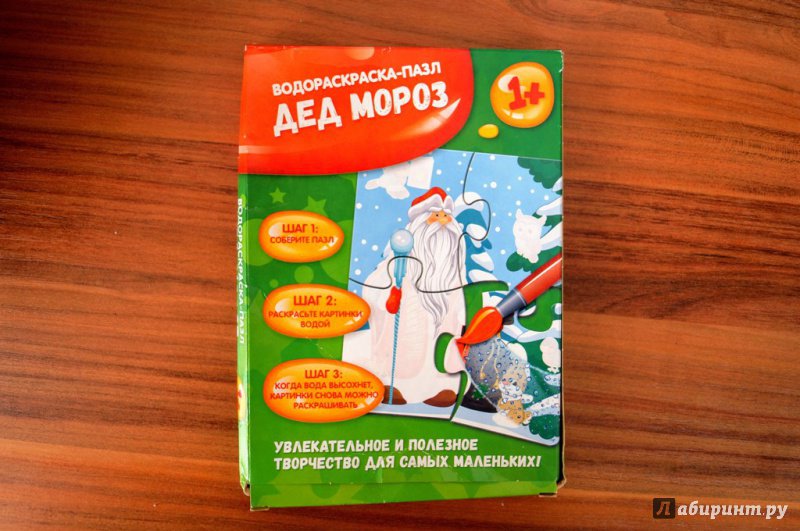 ВОДОРАСКРАСКА-ПАЗЛ
ДЕД МОРОЗ
1+
ШАГ 1:
СОБЕРИТЕ ПАЗЛ
ШАГ 2:
РАСКРАСЬТЕ КАРТИНКИ
ВОДОЙ
ШАГ 3:
КОГДА ВОДА ВЫСОХНЕТ,
КАРТИНКИ СНОВА МОЖНО
РАСКРАШИВАТЬ
УВЛЕКАТЕЛЬНОЕ И ПОЛЕЗНОЕ
ТВОРЧЕСТВО ДЛЯ САМЫХ МАЛЕНЬКИХ!
ВОДОРАСКРАСКА-ПАЗЛ
Лабиринт.ру